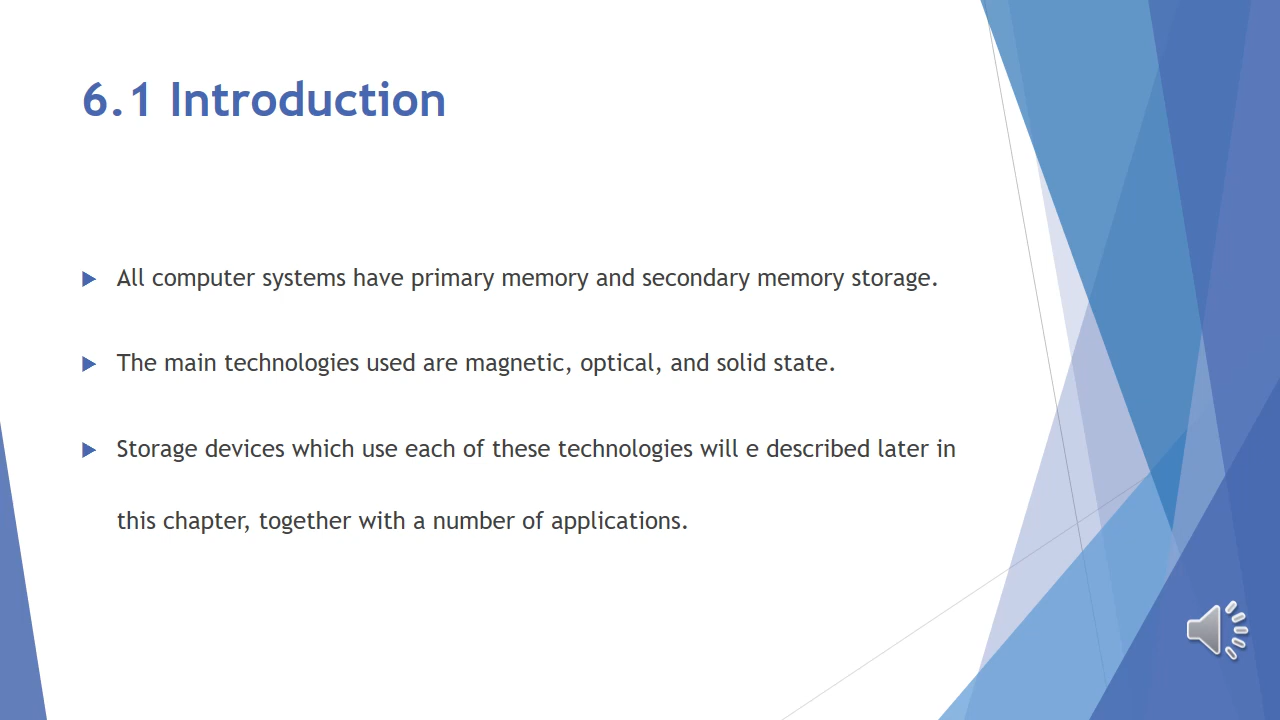 6.1 Introduction
All computer systems have primary memory and secondary memory storage.
The main technologies used are magnetic, optical, and solid state.
Storage devices which use each of these technologies will e described later in
this chapter, together with a number of applications.